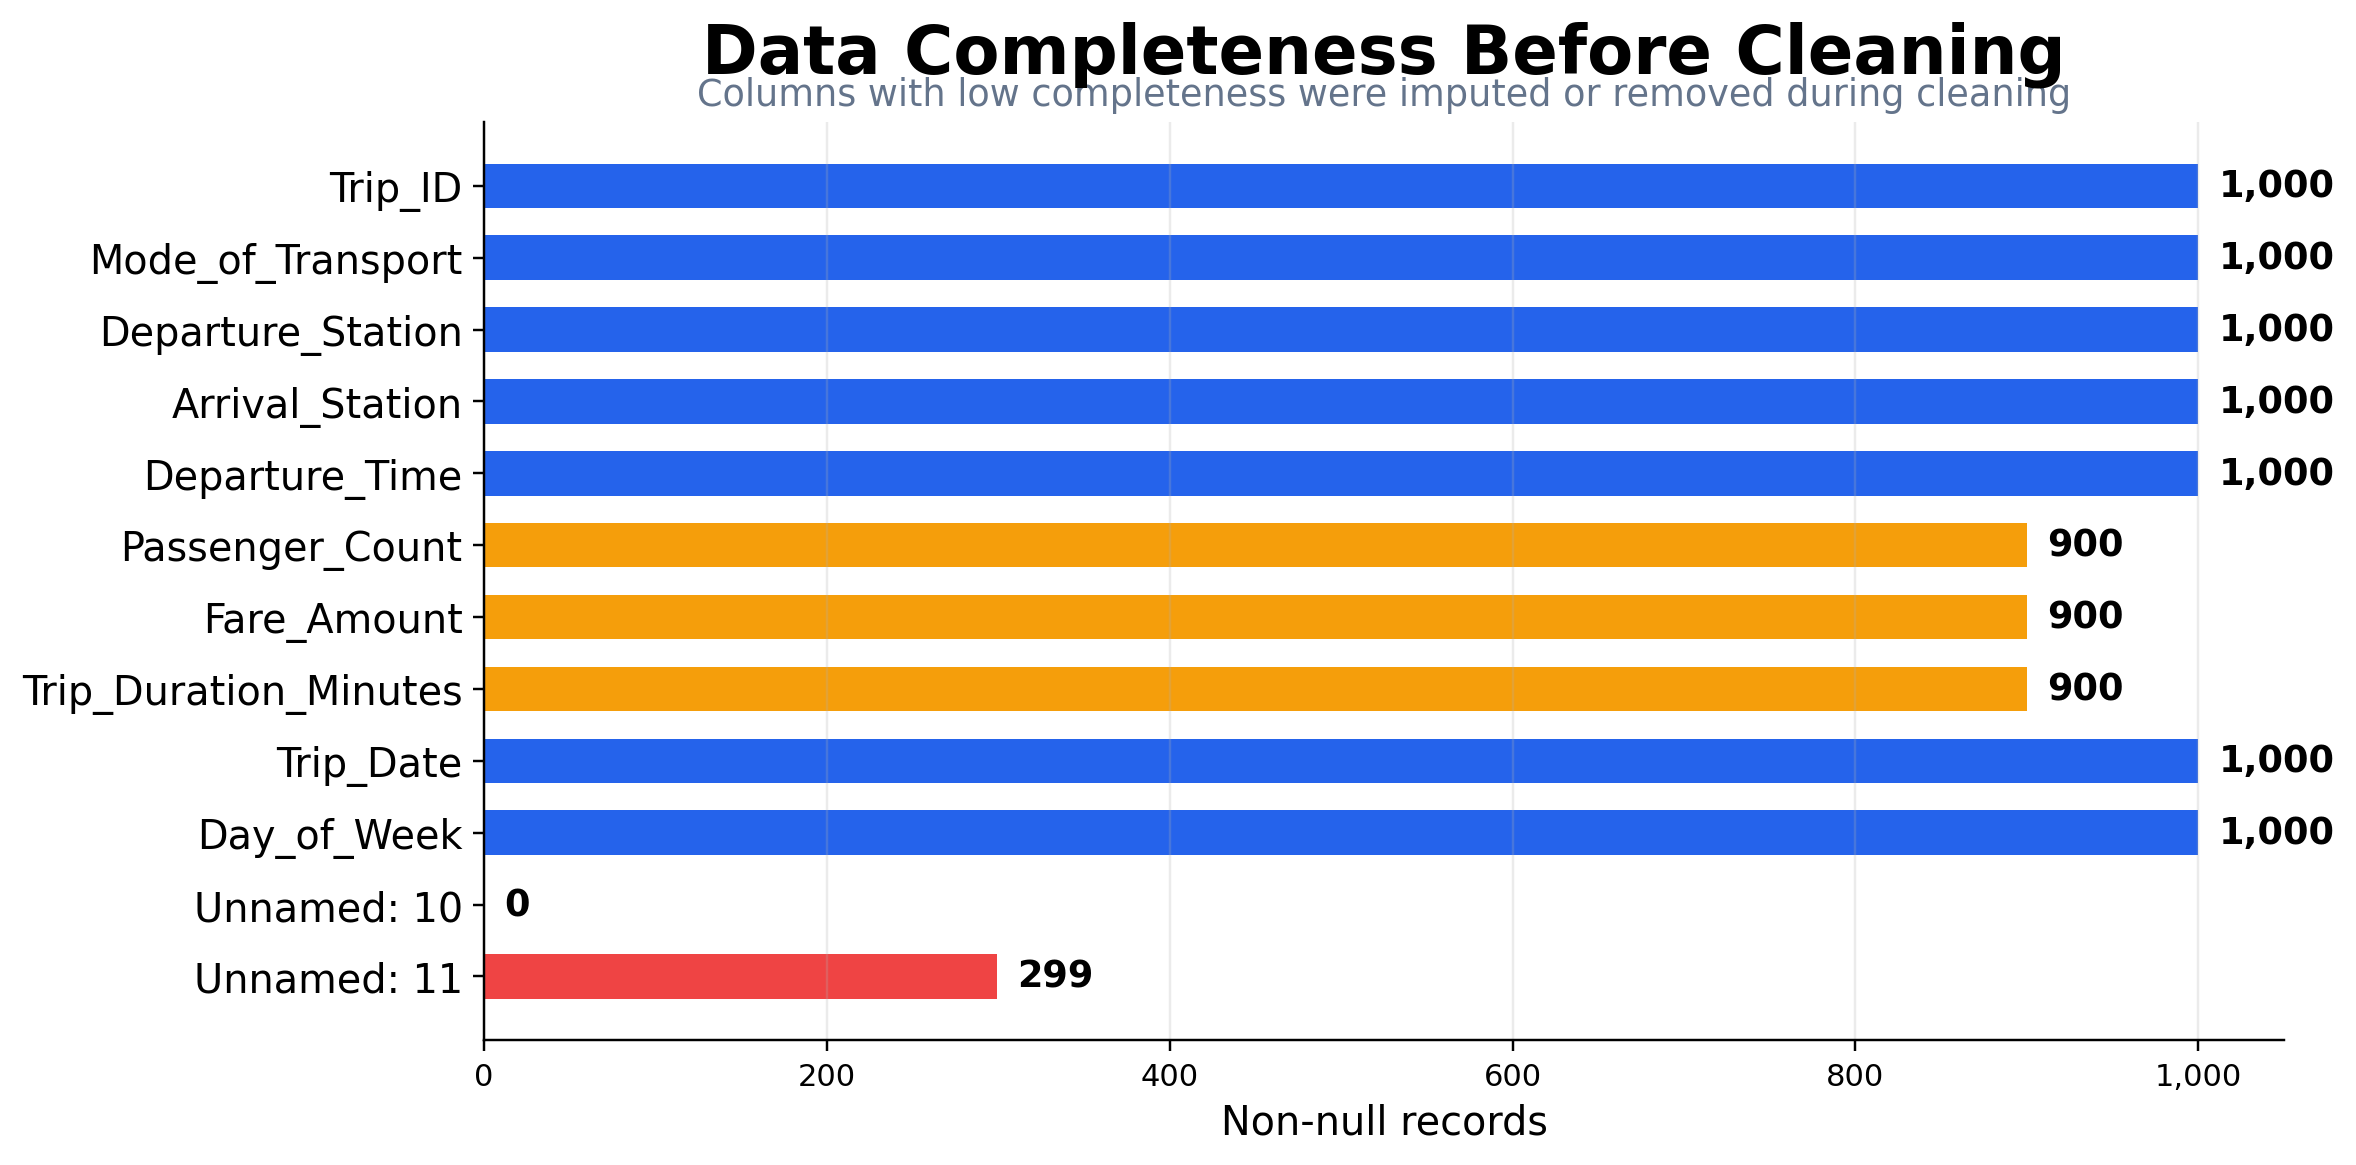 Data Completeness Before Cleaning
Columns with low completeness were imputed or removed during cleaning
Trip_ID 1,000
Mode_of_Transport 1,000
Departure_Station 1,000
Arrival_Station 1,000
Departure_Time 1,000
Passenger_Count 900
Fare_Amount 900
Trip_Duration_Minutes 900
Trip_Date 1,000
Day_of_Week 1,000
Unnamed: 10 0
Unnamed: 11 299
0 200 400 600 800 1,000
Non-null records